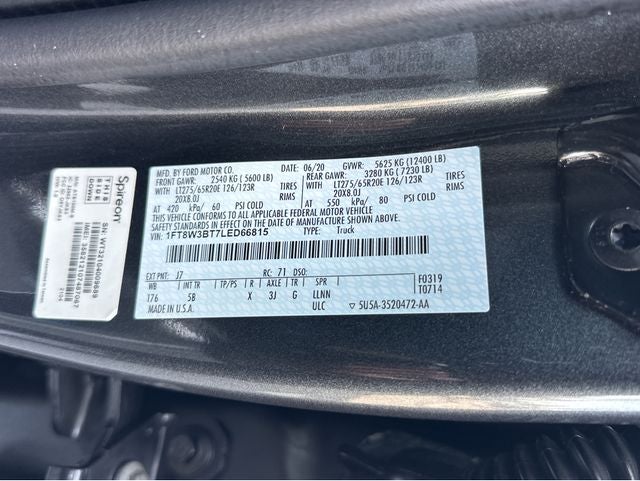 MFD. BY FORD MOTOR CO. DATE: 06/20 GVWR: 5625 KG (12400 LB)
FRONT GAWR: 2540 KG (5600 LB) REAR GAWR: 3280 KG (7230 LB)
WITH LT275/65R20E 126/123R TIRES WITH LT275/65R20E 126/123R TIRES
20X8.0J RIMS 20X8.0J RIMS
AT 420 kPa/ 60 PSI COLD AT 550 kPa/ 80 PSI COLD
THIS VEHICLE CONFORMS TO ALL APPLICABLE FEDERAL MOTOR VEHICLE
SAFETY STANDARDS IN EFFECT ON THE DATE OF MANUFACTURE SHOWN ABOVE.
VIN: 1FT8W3BT7LED66815 TYPE: Truck
EXT PNT: J7 RC: 71 DSO:
WB INT TR TP/PS R AXLE TR SPR F0319
T0714
176 5B X 3J G LLNN
MADE IN U.S.A. ULC ▽ 5U5A-3520472-AA
THIS
SIDE
DOWN
Spireon